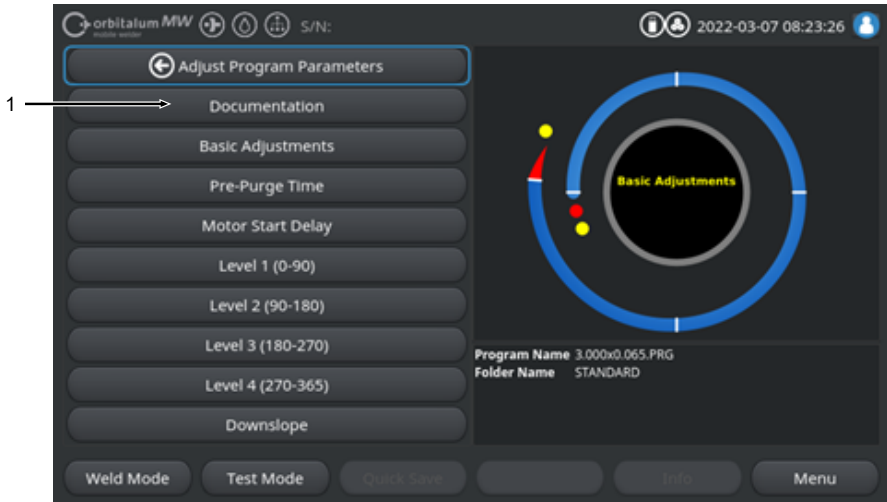 orbitalum MW
mobile welder
S/N:
2022-03-07 08:23:26
Adjust Program Parameters
1
Documentation
Basic Adjustments
Pre-Purge Time
Motor Start Delay
Level 1 (0-90)
Level 2 (90-180)
Level 3 (180-270)
Level 4 (270-365)
Downslope
Basic Adjustments
Program Name 3.000x0.065.PRG
Folder Name STANDARD
Weld Mode
Test Mode
Quick Save
Info
Menu